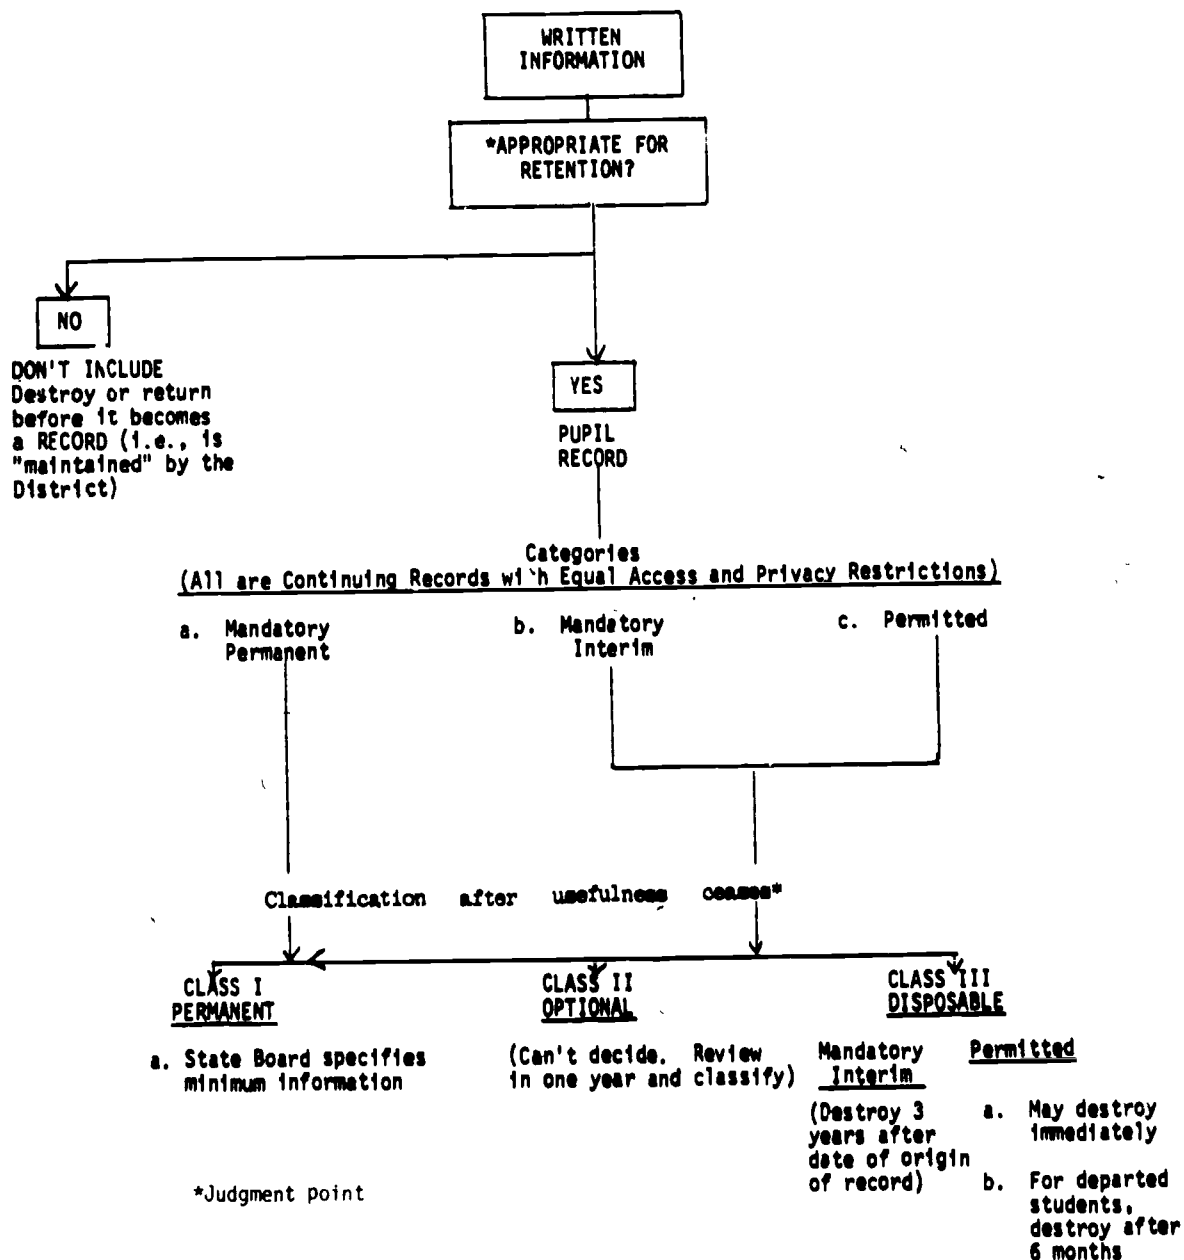 WRITTEN
INFORMATION
*APPROPRIATE FOR
RETENTION?
NO
DON'T INCLUDE
Destroy or return
before it becomes
a RECORD (i.e., is
"maintained" by the
District)
YES
PUPIL
RECORD
Categories
(All are Continuing Records with Equal Access and Privacy Restrictions)
a. Mandatory
Permanent
b. Mandatory
Interim
c. Permitted
Classification after usefulness ceases*
CLASS I
PERMANENT
a. State Board specifies
minimum information
CLASS II
OPTIONAL
(Can't decide. Review
in one year and classify)
CLASS III
DISPOSABLE
Mandatory
Interim
(Destroy 3
years after
date of origin
of record)
Permitted
a. May destroy
immediately
b. For departed
students,
destroy after
6 months
*Judgment point